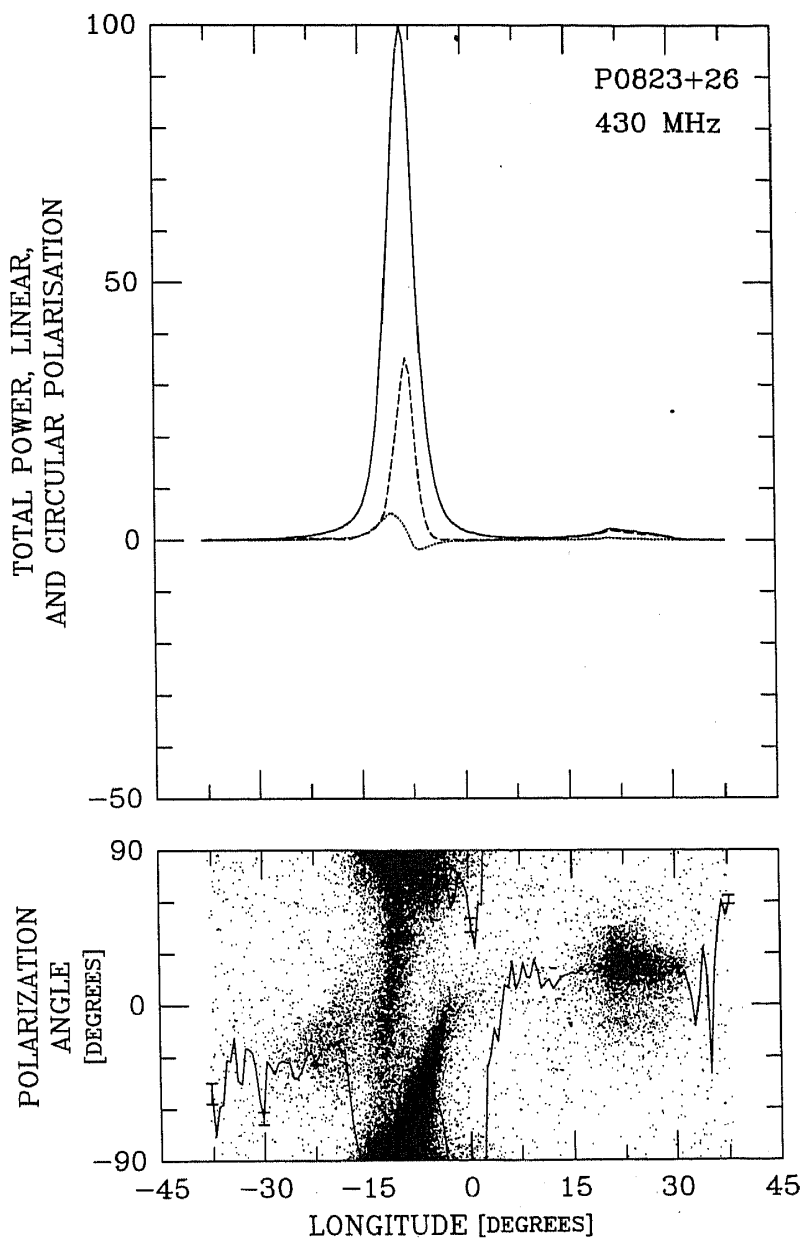 100
P0823+26
430 MHz
50
0
−50
TOTAL POWER, LINEAR,
AND CIRCULAR POLARISATION
90
0
−90
POLARIZATION
ANGLE
[DEGREES]
−45 −30 −15 0 15 30 45
LONGITUDE [DEGREES]